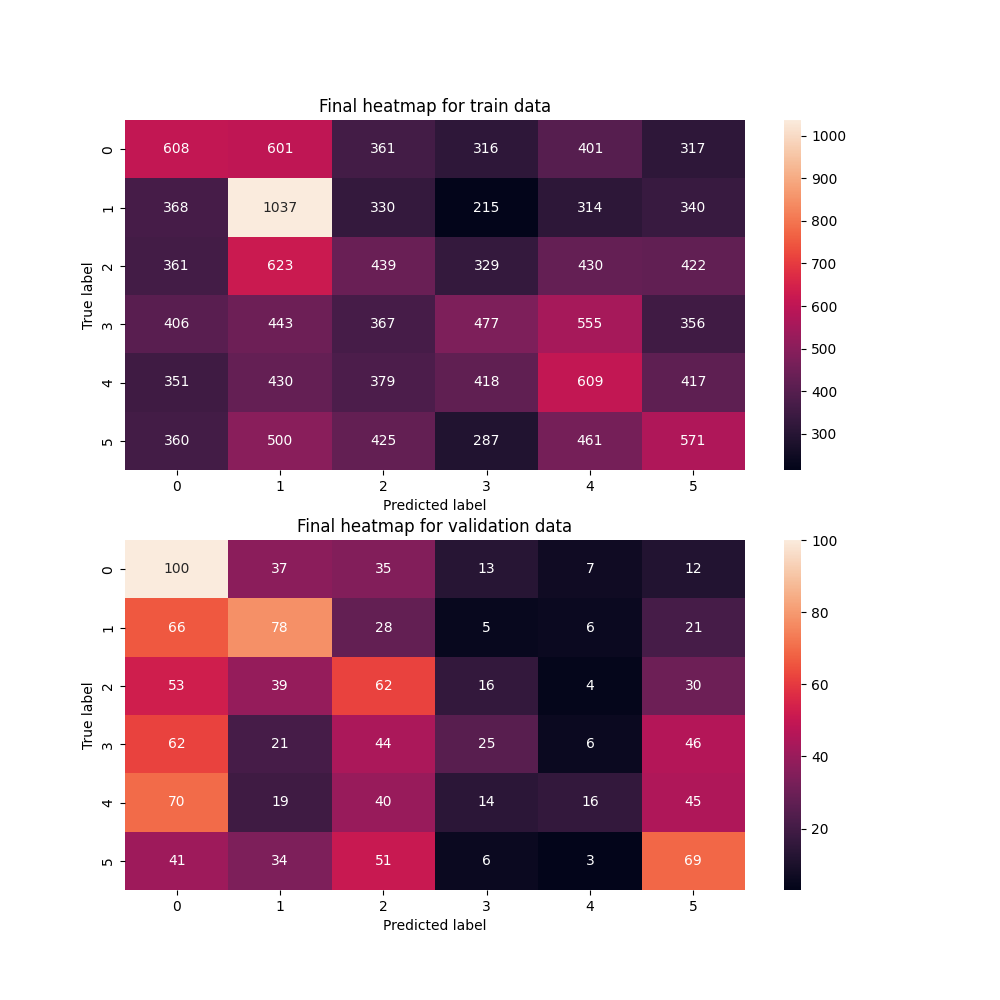 Final heatmap for train data
0 608 601 361 316 401 317
1 368 1037 330 215 314 340
2 361 623 439 329 430 422
3 406 443 367 477 555 356
4 351 430 379 418 609 417
5 360 500 425 287 461 571
0 1 2 3 4 5
Predicted label
True label
1000
900
800
700
600
500
400
300
Final heatmap for validation data
0 100 37 35 13 7 12
1 66 78 28 5 6 21
2 53 39 62 16 4 30
3 62 21 44 25 6 46
4 70 19 40 14 16 45
5 41 34 51 6 3 69
0 1 2 3 4 5
Predicted label
True label
100
80
60
40
20